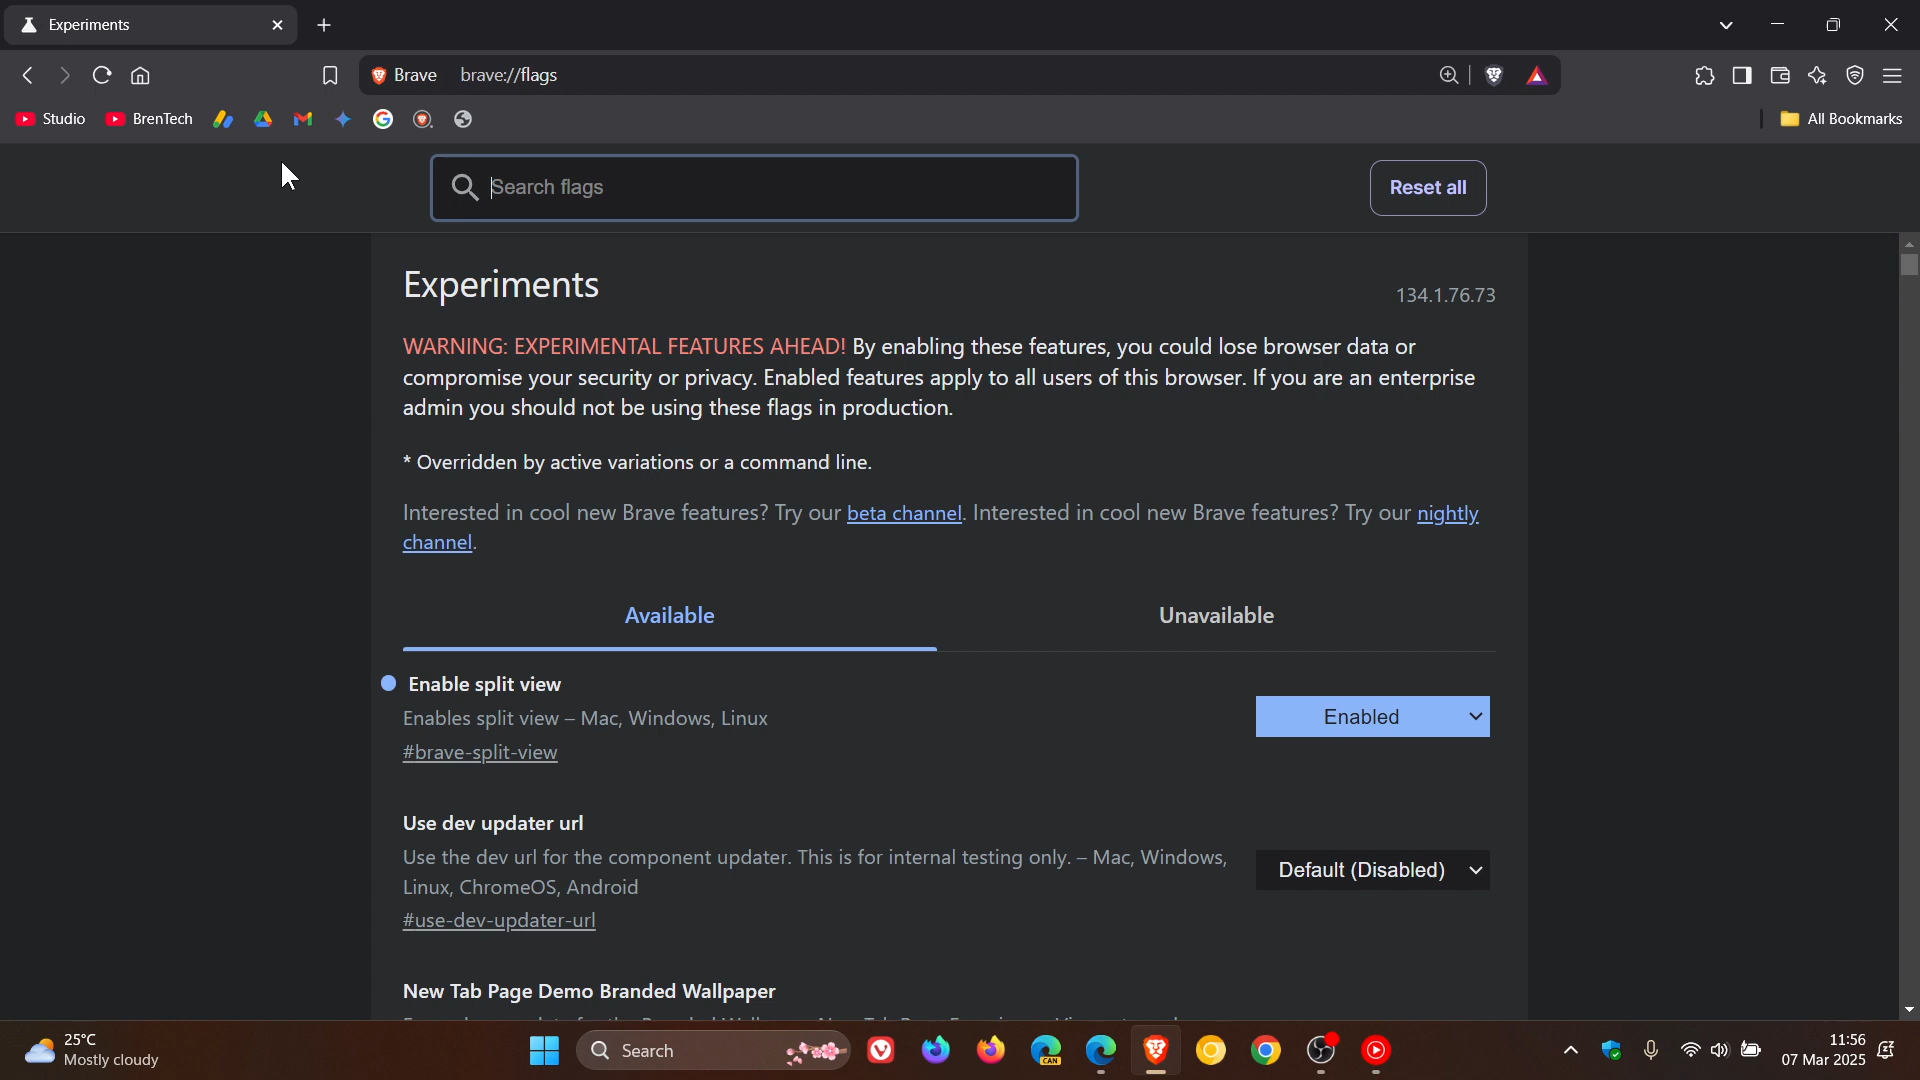 Experiments
Brave brave://flags
Studio BrenTech All Bookmarks
Search flags Reset all
Experiments
134.1.76.73
WARNING: EXPERIMENTAL FEATURES AHEAD! By enabling these features, you could lose browser data or
compromise your security or privacy. Enabled features apply to all users of this browser. If you are an enterprise
admin you should not be using these flags in production.
* Overridden by active variations or a command line.
Interested in cool new Brave features? Try our beta channel. Interested in cool new Brave features? Try our nightly
channel.
Available Unavailable
Enable split view
Enables split view – Mac, Windows, Linux
#brave-split-view
Enabled
Use dev updater url
Use the dev url for the component updater. This is for internal testing only. – Mac, Windows,
Linux, ChromeOS, Android
#use-dev-updater-url
Default (Disabled)
New Tab Page Demo Branded Wallpaper
25°C
Mostly cloudy
Search
CAN
11:56
07 Mar 2025